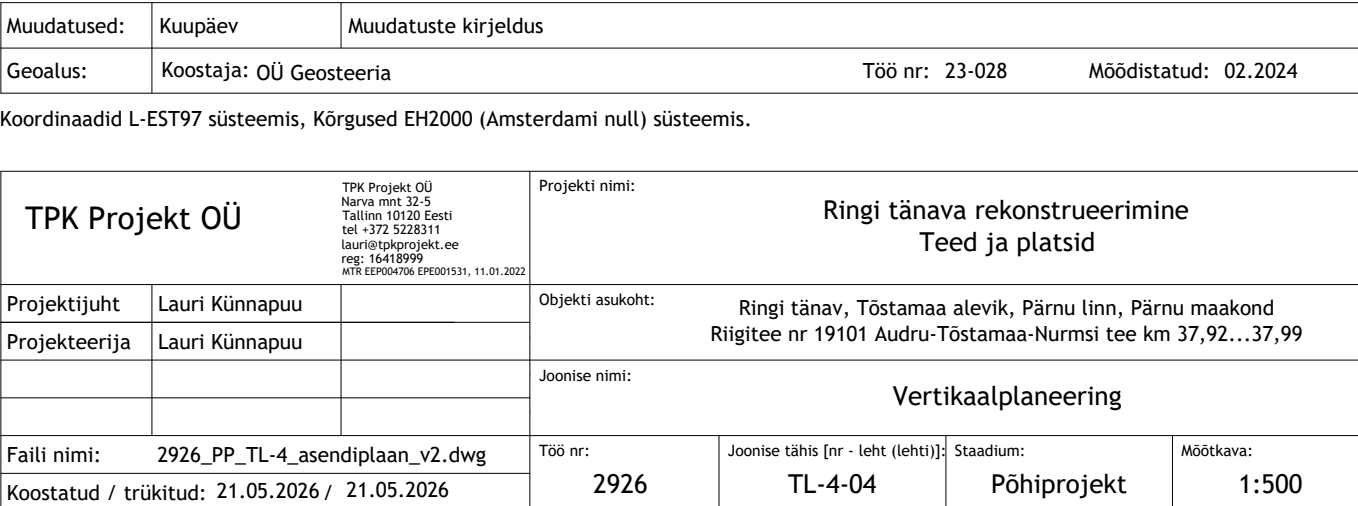 Muudatused: Kuupäev Muudatuste kirjeldus
Geoalus: Koostaja: OÜ Geosteeria Töö nr: 23-028 Mõõdistatud: 02.2024
Koordinaadid L-EST97 süsteemis, Kõrgused EH2000 (Amsterdami null) süsteemis.
TPK Projekt OÜ
TPK Projekt OÜ
Narva mnt 32-5
Tallinn 10120 Eesti
tel +372 5228311
lauri@tpkprojekt.ee
reg: 16418999
MTR EEP004706 EPE001531, 11.01.2022
Projekti nimi:
Ringi tänava rekonstrueerimine
Teed ja platsid
Projektijuht Lauri Künnapuu
Projekteerija Lauri Künnapuu
Objekti asukoht:
Ringi tänav, Tõstamaa alevik, Pärnu linn, Pärnu maakond
Riigitee nr 19101 Audru-Tõstamaa-Nurmsi tee km 37,92...37,99
Joonise nimi:
Vertikaalplaneering
Faili nimi: 2926_PP_TL-4_asendiplaan_v2.dwg
Koostatud / trükitud: 21.05.2026 / 21.05.2026
Töö nr:
2926
Joonise tähis [nr - leht (lehti)]:
TL-4-04
Staadium:
Põhiprojekt
Mõõtkava:
1:500